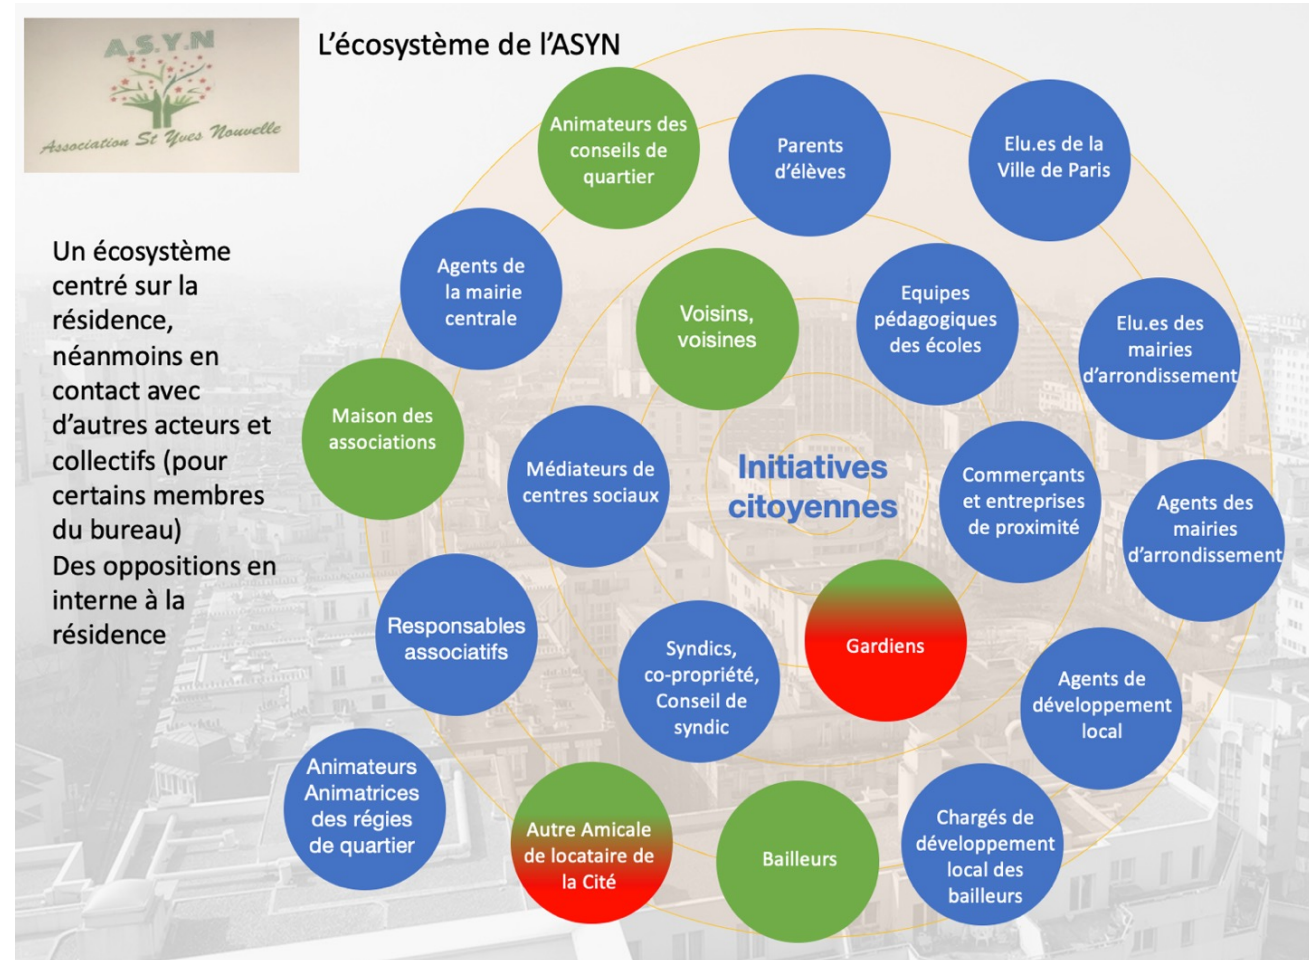 A.S.Y.N
Association St Yves Nouvelle
L'écosystème de l'ASYN
Un écosystème
centré sur la
résidence,
néanmoins en
contact avec
d'autres acteurs et
collectifs (pour
certains membres
du bureau)
Des oppositions en
interne à la
résidence
Animateurs des
conseils de
quartier
Parents
d'élèves
Elu.es de la
Ville de Paris
Agents de
la mairie
centrale
Voisins,
voisines
Equipes
pédagogiques
des écoles
Elu.es des
mairies
d'arrondissement
Maison des
associations
Médiateurs de
centres sociaux
Initiatives
citoyennes
Commerçants
et entreprises
de proximité
Agents des
mairies
d'arrondissement
Responsables
associatifs
Syndics,
co-propriété,
Conseil de
syndic
Gardiens
Agents de
développement
local
Animateurs
Animatrices
des régies
de quartier
Autre Amicale
de locataire de
la Cité
Bailleurs
Chargés de
développement
local des
bailleurs